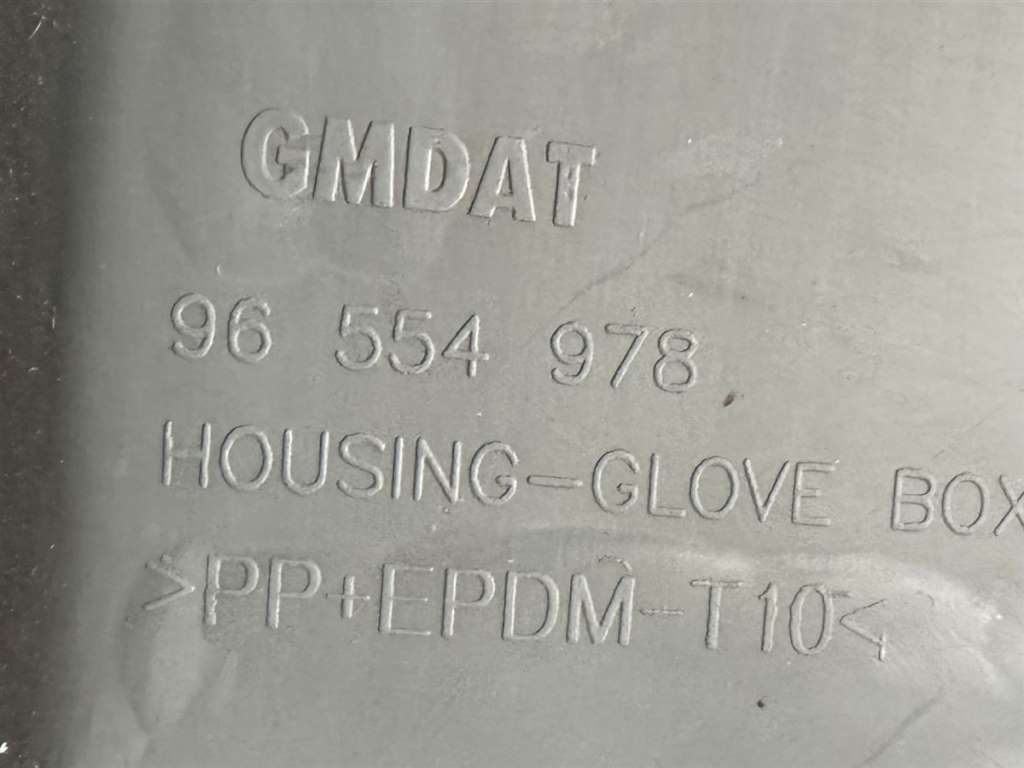 GMDAT
96 554 978
HOUSING-GLOVE BOX
>PP+EPDM-T10<